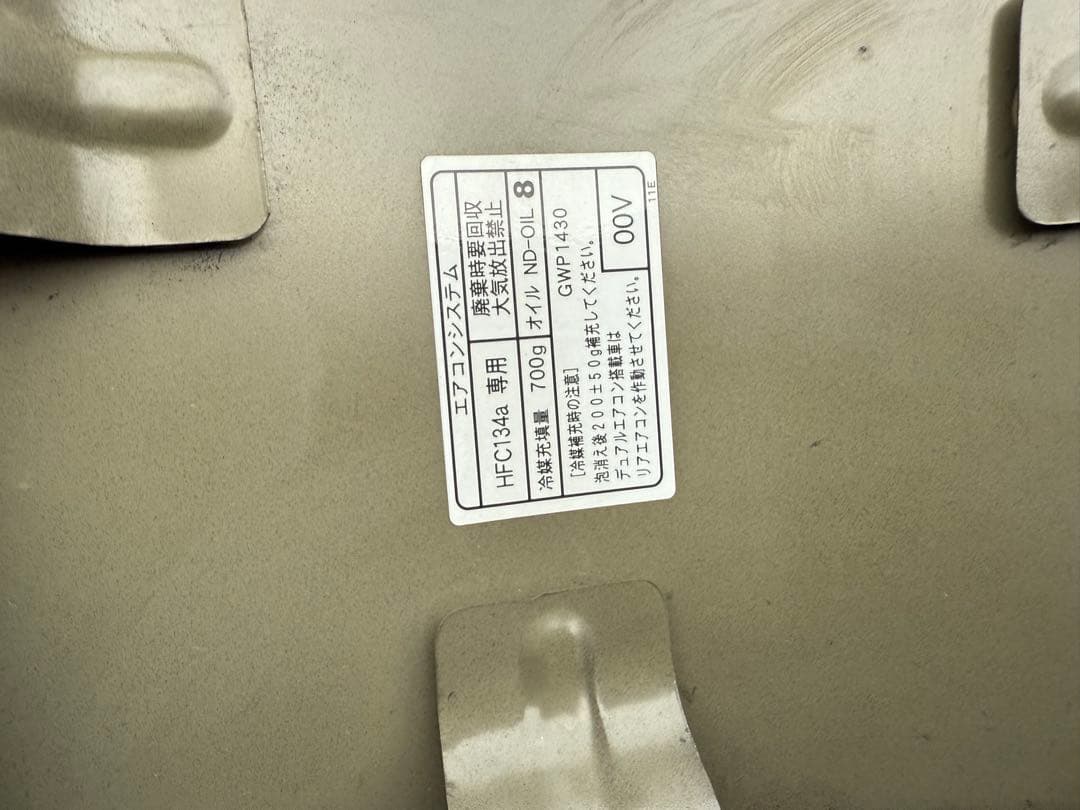 エアコンシステム
HFC134a 専用
廃棄時要回収
大気放出禁止
冷媒充填量 700g
オイル ND-OIL 8
GWP1430
[冷媒補充時の注意]
泡消え後200±50g補充してください。
デュアルエアコン搭載車は
リアエアコンを作動させてください。
00V
11E